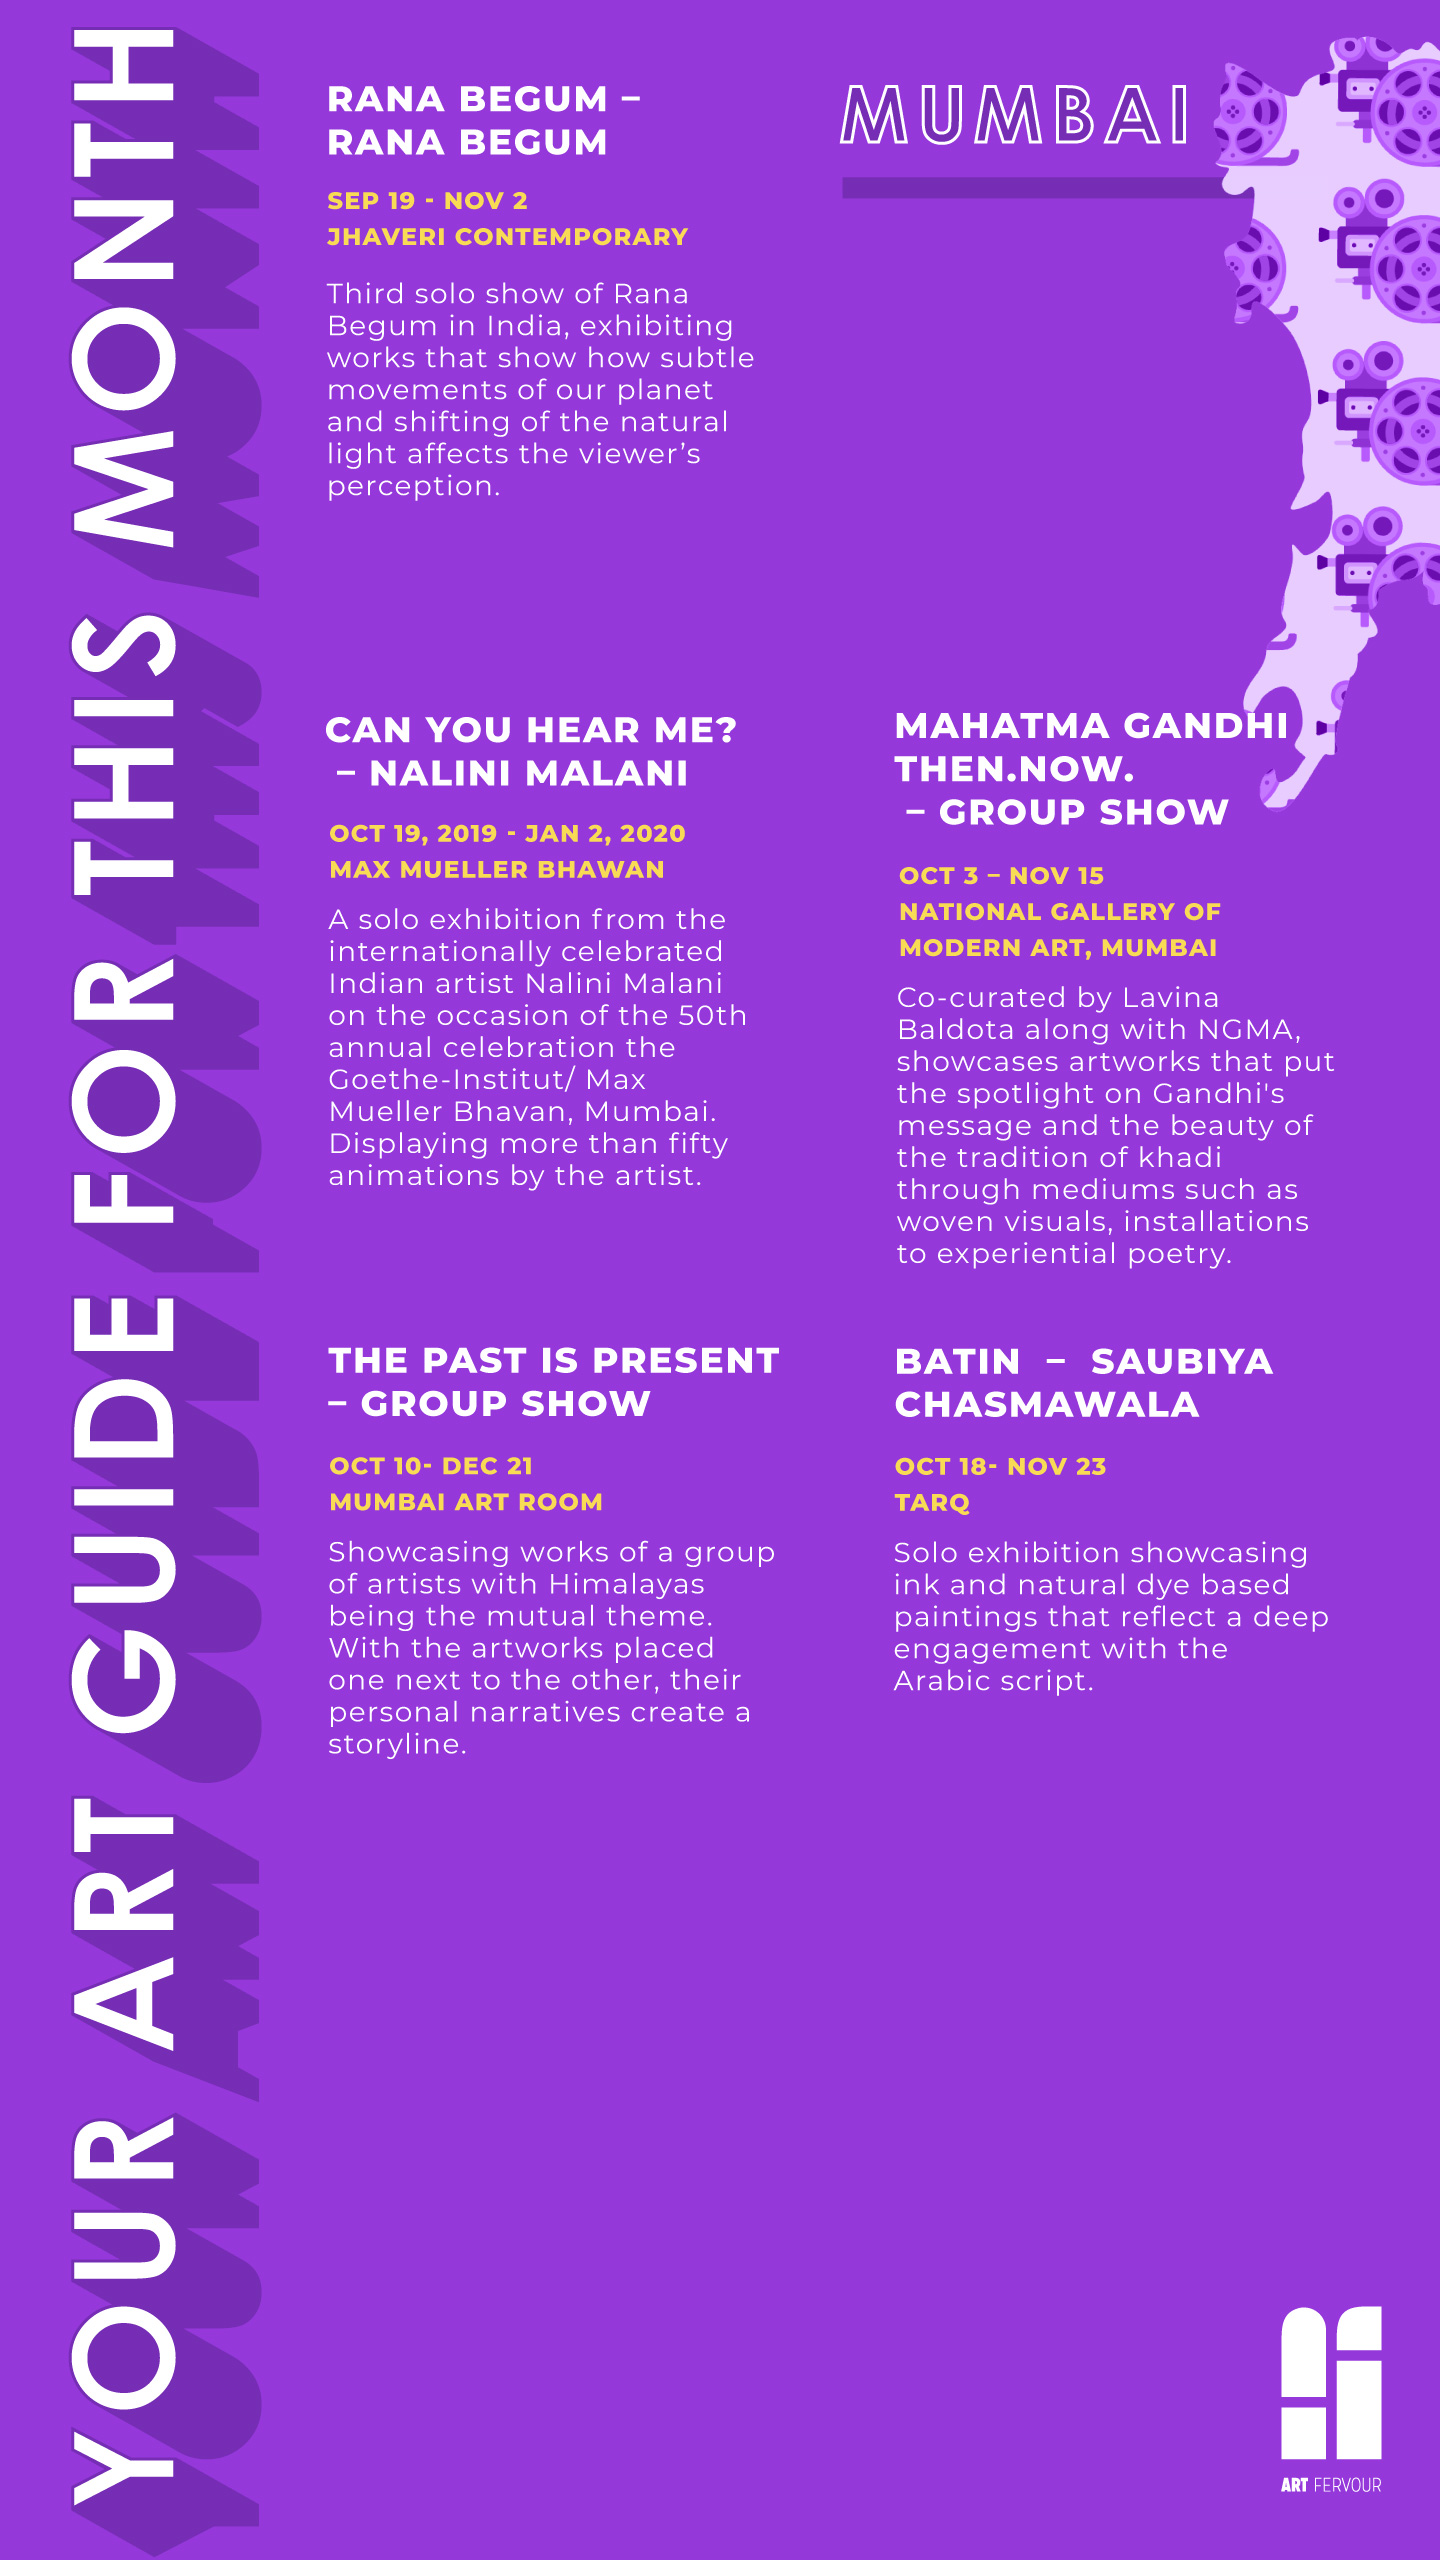 YOUR ART GUIDE FOR THIS MONTH
MUMBAI
RANA BEGUM –
RANA BEGUM
SEP 19 - NOV 2
JHAVERI CONTEMPORARY
Third solo show of Rana
Begum in India, exhibiting
works that show how subtle
movements of our planet
and shifting of the natural
light affects the viewer’s
perception.
CAN YOU HEAR ME?
– NALINI MALANI
OCT 19, 2019 - JAN 2, 2020
MAX MUELLER BHAWAN
A solo exhibition from the
internationally celebrated
Indian artist Nalini Malani
on the occasion of the 50th
annual celebration the
Goethe-Institut/ Max
Mueller Bhavan, Mumbai.
Displaying more than fifty
animations by the artist.
MAHATMA GANDHI
THEN.NOW.
– GROUP SHOW
OCT 3 – NOV 15
NATIONAL GALLERY OF
MODERN ART, MUMBAI
Co-curated by Lavina
Baldota along with NGMA,
showcases artworks that put
the spotlight on Gandhi's
message and the beauty of
the tradition of khadi
through mediums such as
woven visuals, installations
to experiential poetry.
THE PAST IS PRESENT
– GROUP SHOW
OCT 10- DEC 21
MUMBAI ART ROOM
Showcasing works of a group
of artists with Himalayas
being the mutual theme.
With the artworks placed
one next to the other, their
personal narratives create a
storyline.
BATIN – SAUBIYA
CHASMAWALA
OCT 18- NOV 23
TARQ
Solo exhibition showcasing
ink and natural dye based
paintings that reflect a deep
engagement with the
Arabic script.
ART FERVOUR